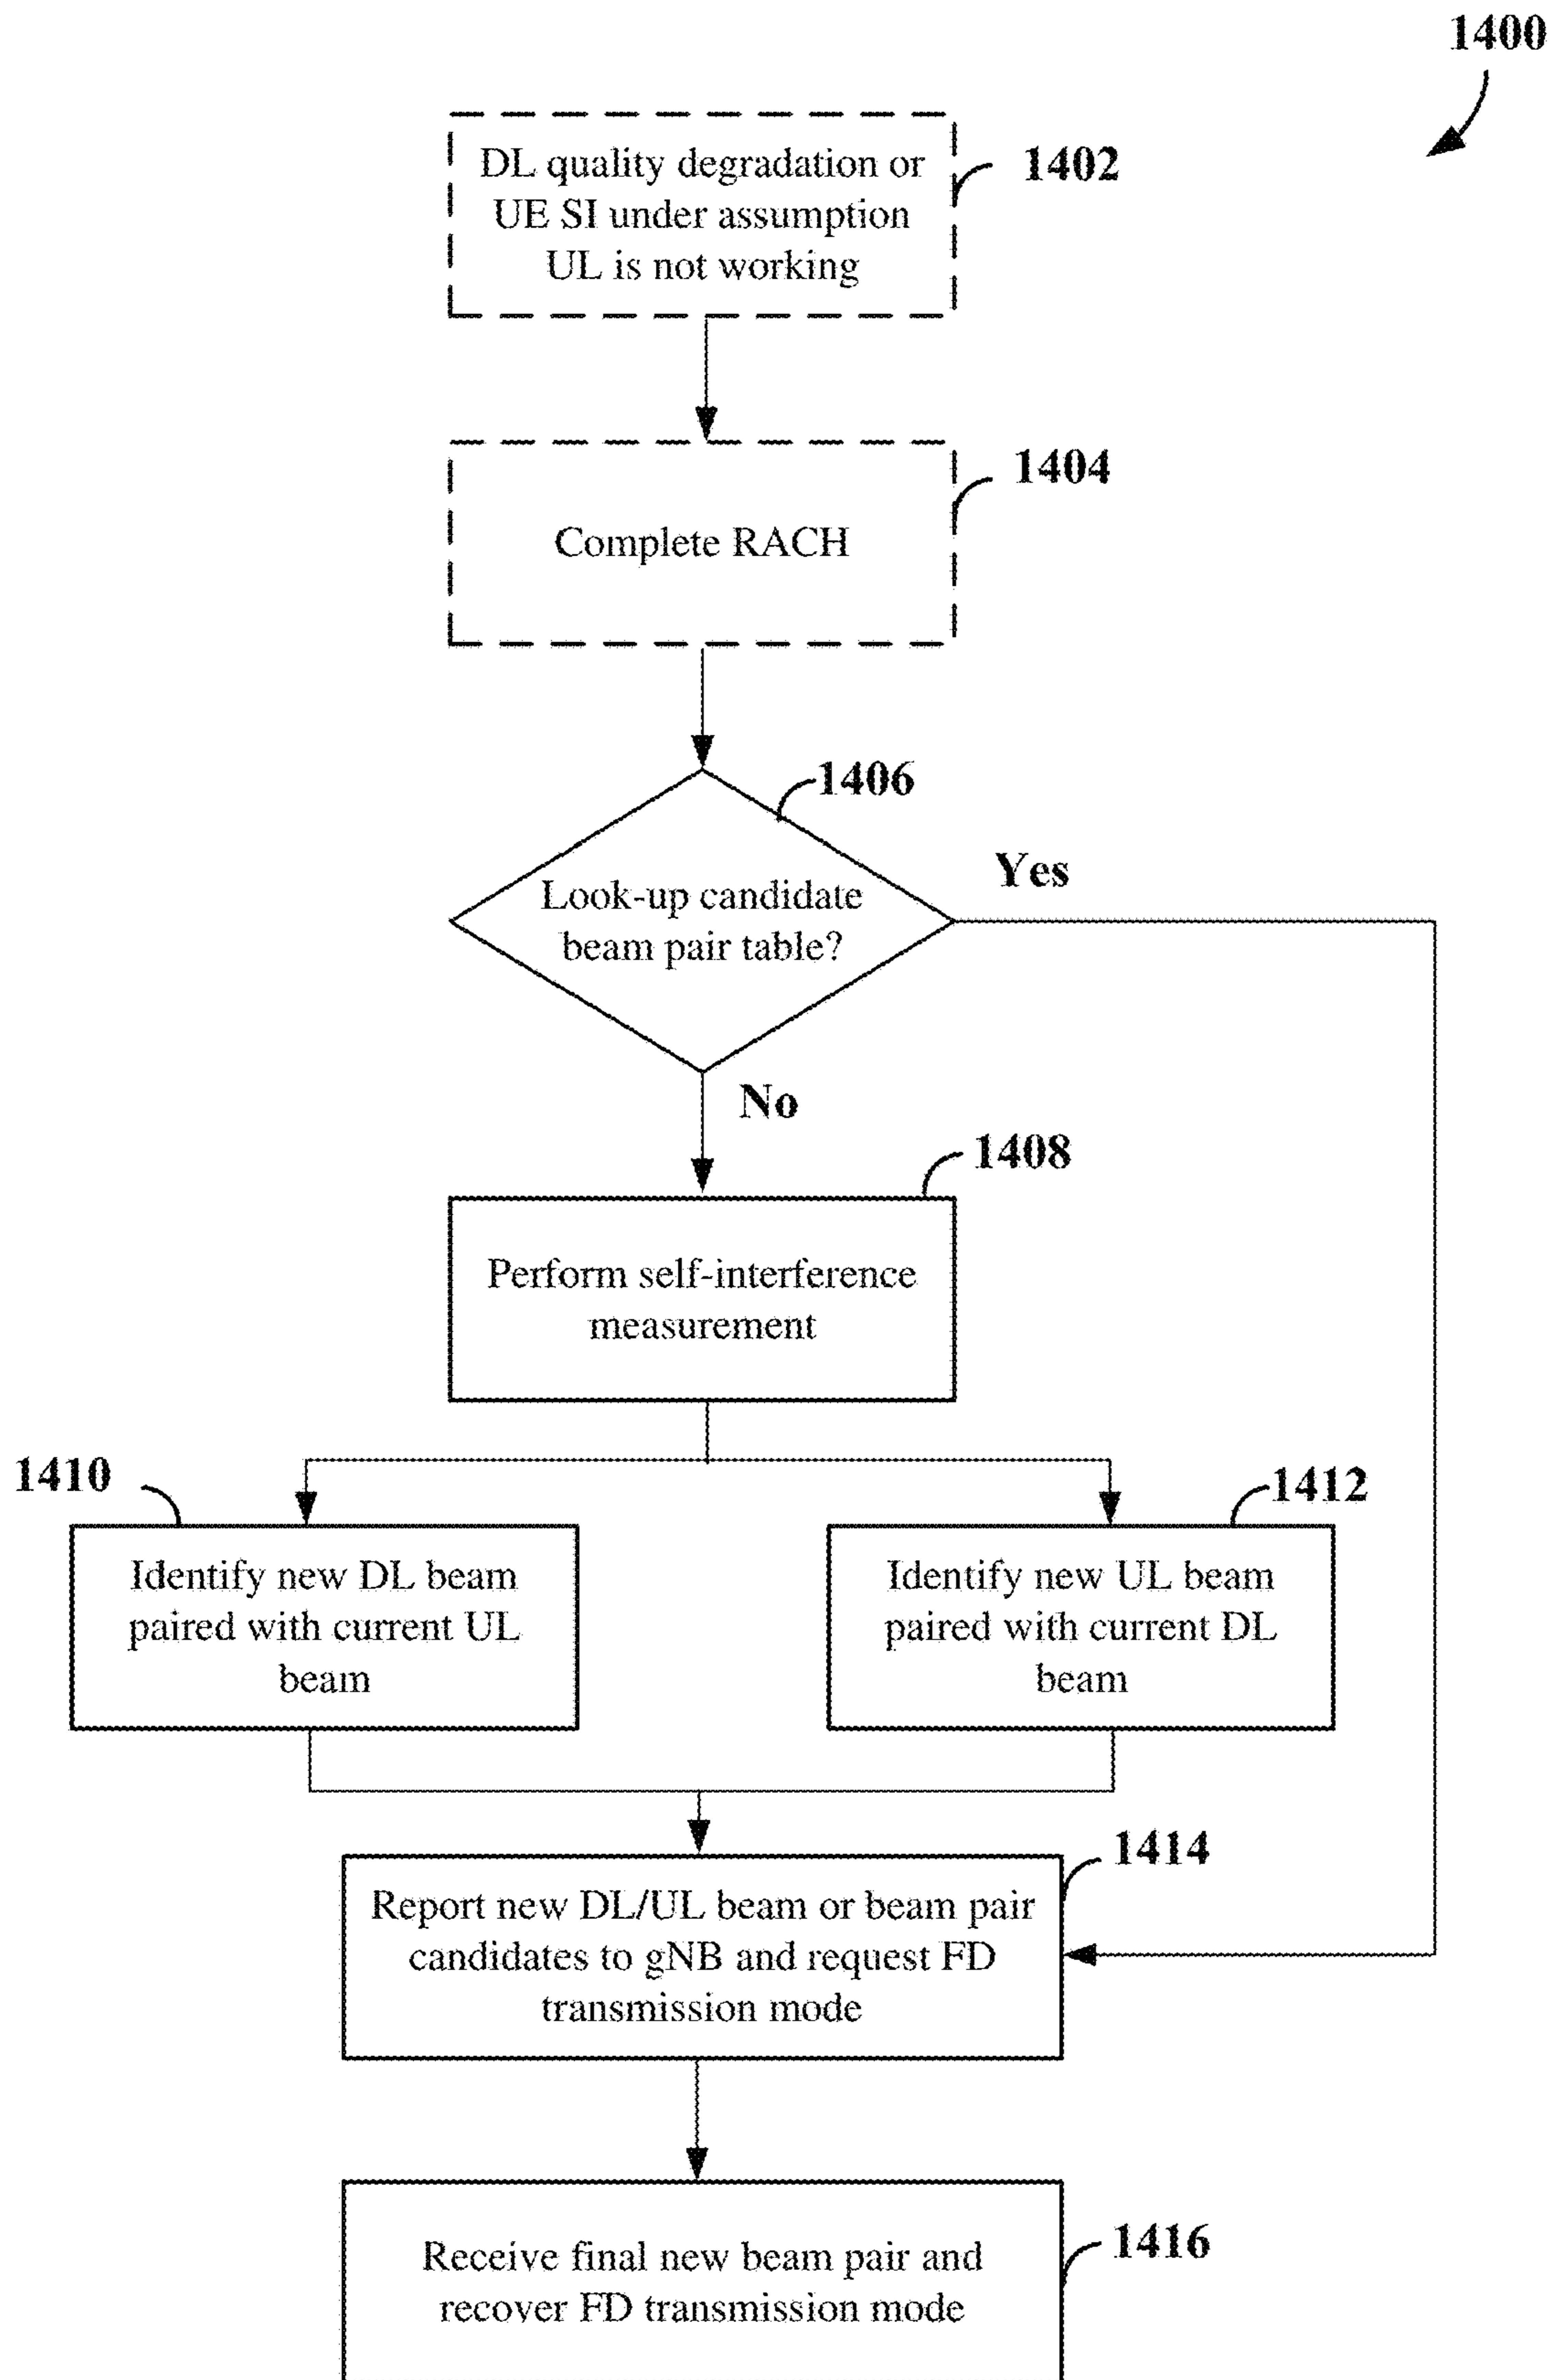 1400
DL quality degradation or
UE SI under assumption
UL is not working
1402
1404
Complete RACH
1406
Yes
Look-up candidate
beam pair table?
No
1408
Perform self-interference
measurement
1410
1412
Identify new DL beam
paired with current UL
beam
Identify new UL beam
paired with current DL
beam
1414
Report new DL/UL beam or beam pair
candidates to gNB and request FD
transmission mode
1416
Receive final new beam pair and
recover FD transmission mode